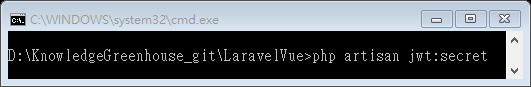 C:\WINDOWS\system32\cmd.exe
D:\KnowledgeGreenhouse_git\LaravelVue>php artisan jwt:secret